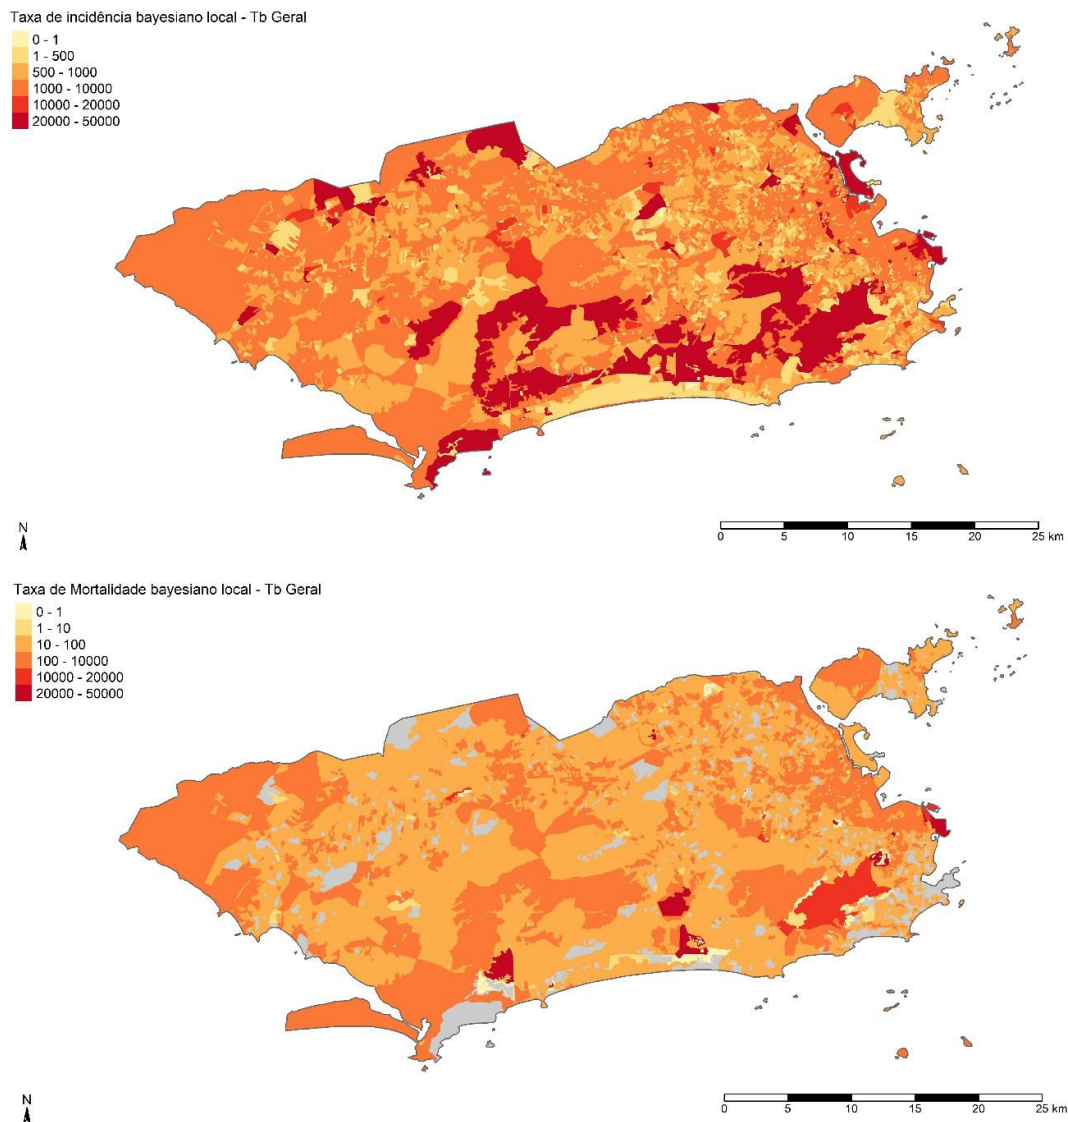 Taxa de incidência bayesiano local - Tb Geral
0 - 1
1 - 500
500 - 1000
1000 - 10000
10000 - 20000
20000 - 50000
N
0 5 10 15 20 25 km
Taxa de Mortalidade bayesiano local - Tb Geral
0 - 1
1 - 10
10 - 100
100 - 10000
10000 - 20000
20000 - 50000
N
0 5 10 15 20 25 km